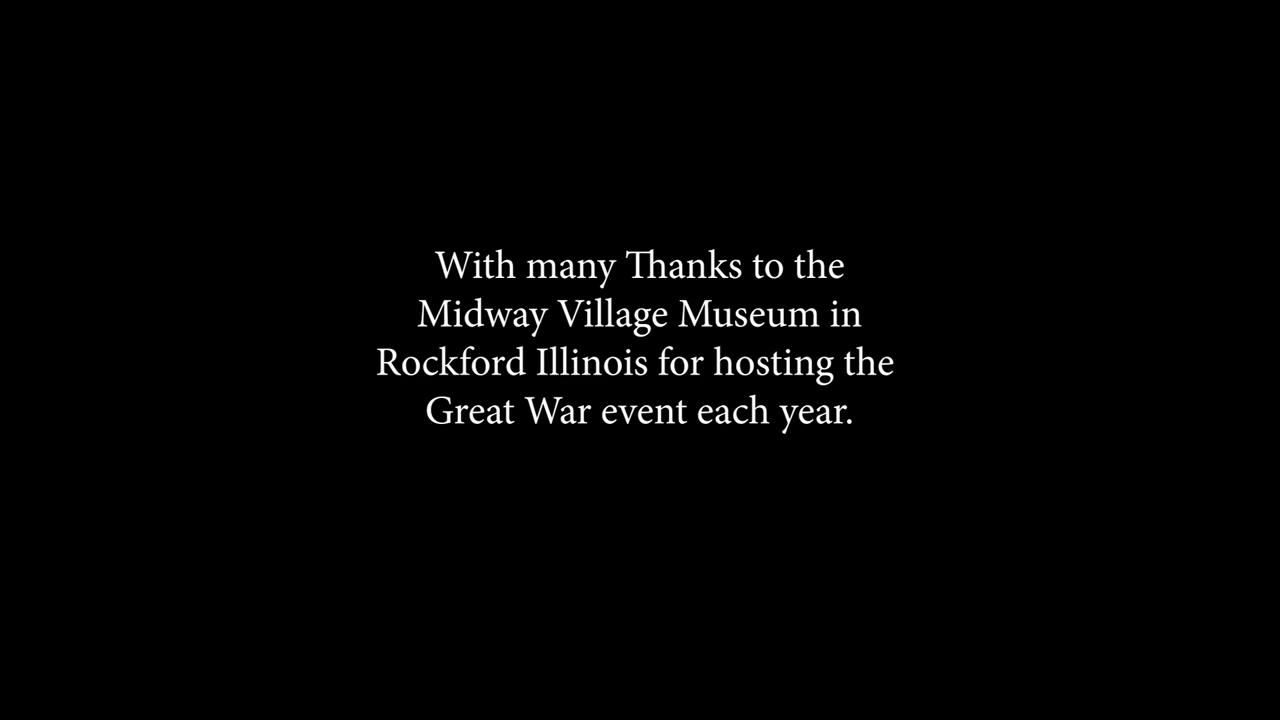 With many Thanks to the
Midway Village Museum in
Rockford Illinois for hosting the
Great War event each year.